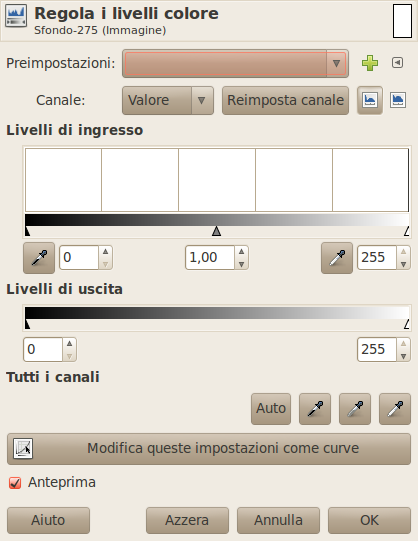 Regola i livelli colore
Sfondo-275 (Immagine)
Preimpostazioni:
Canale: Valore Reimposta canale
Livelli di ingresso
0 1,00 255
Livelli di uscita
0 255
Tutti i canali
Auto
Modifica queste impostazioni come curve
Anteprima
Aiuto Azzera Annulla OK